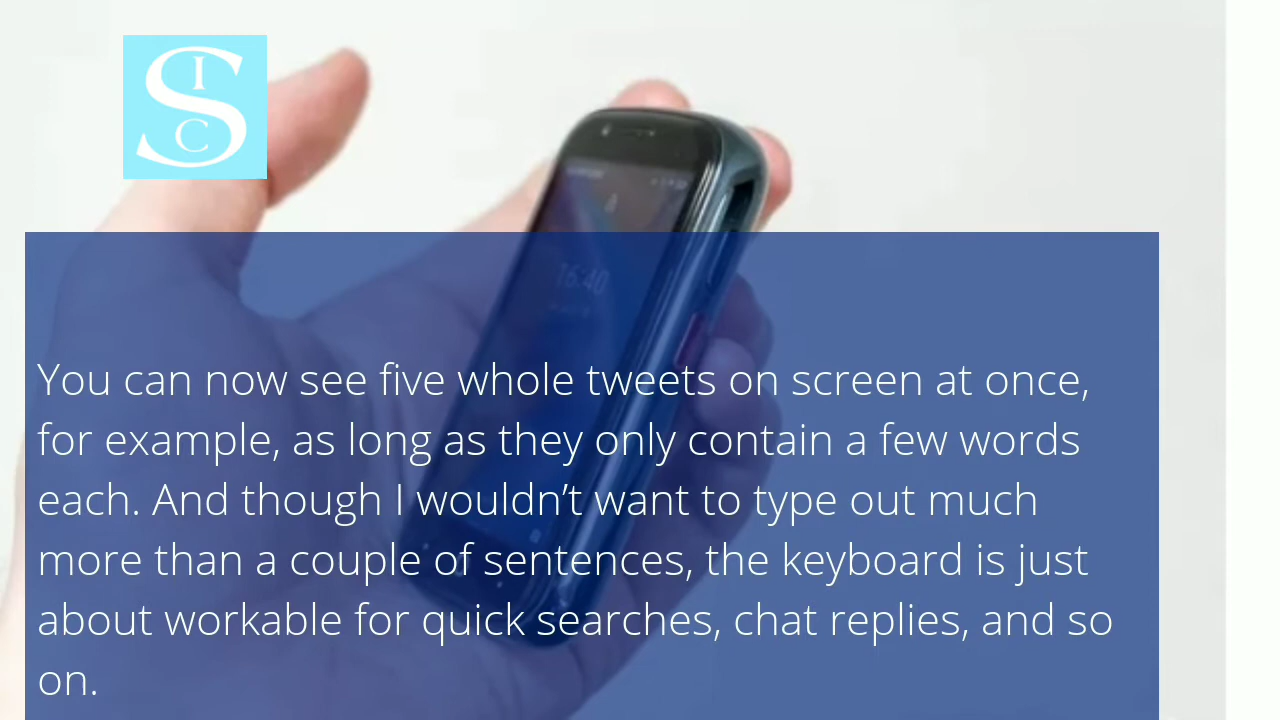 S I C
16:40
You can now see five whole tweets on screen at once,
for example, as long as they only contain a few words
each. And though I wouldn’t want to type out much
more than a couple of sentences, the keyboard is just
about workable for quick searches, chat replies, and so
on.